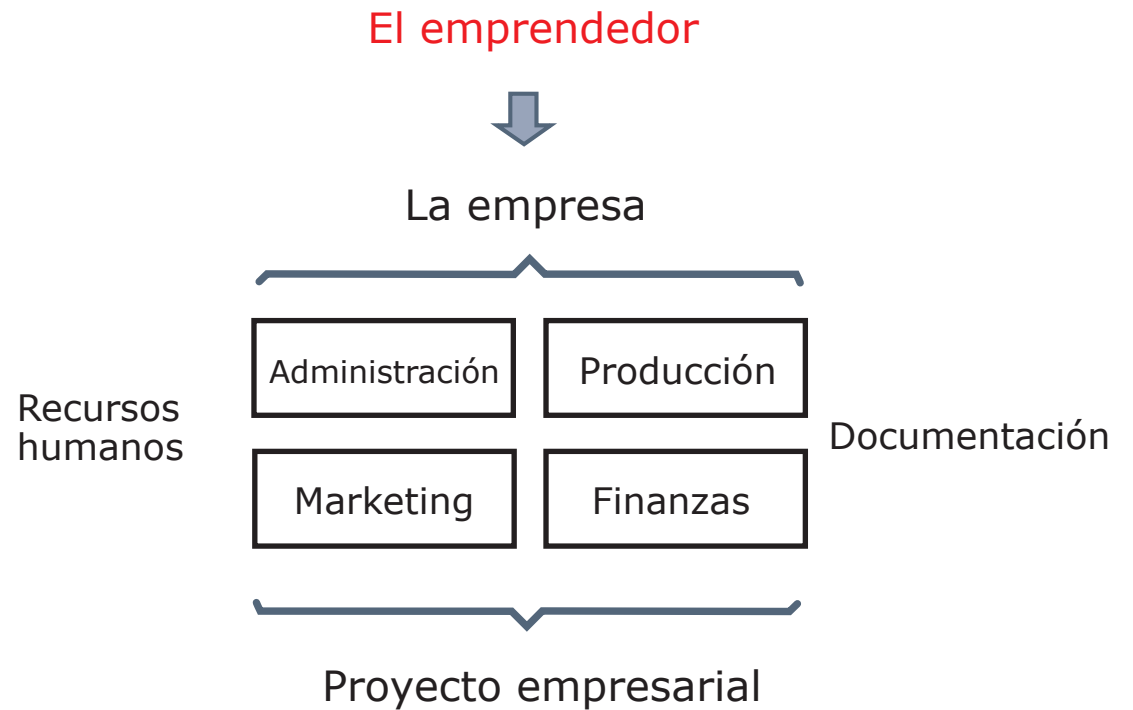 El emprendedor
La empresa
Administración
Producción
Recursos
humanos
Documentación
Marketing
Finanzas
Proyecto empresarial